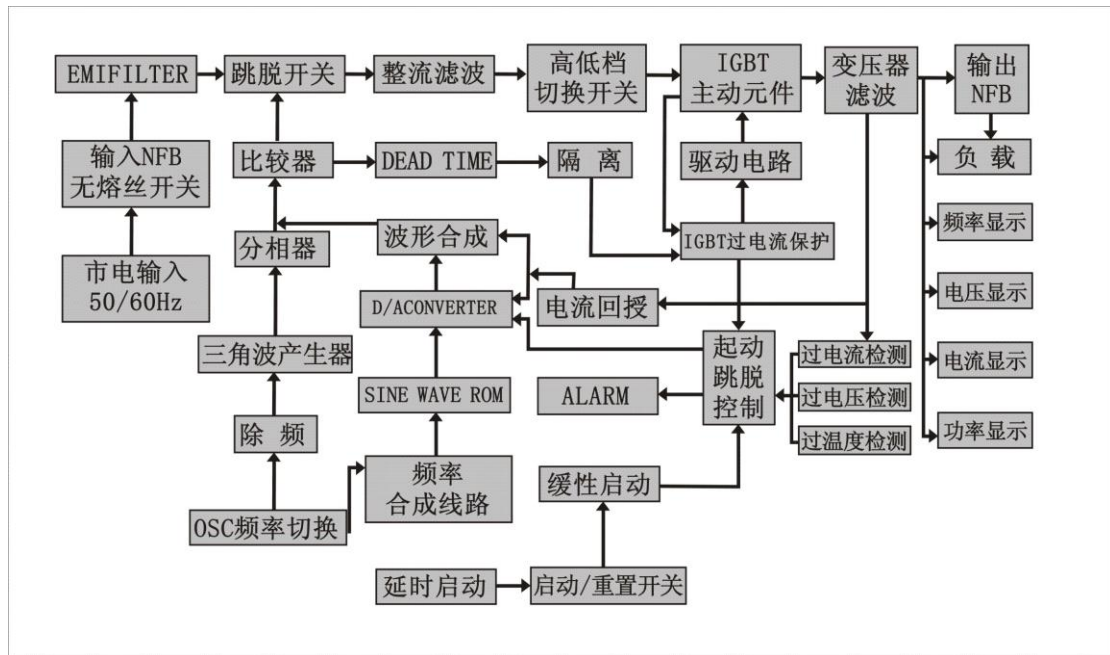 EMIFILTER
跳脱开关
整流滤波
高低档
切换开关
IGBT
主动元件
变压器
滤波
输出
NFB
输入NFB
无熔丝开关
比较器
DEAD TIME
隔 离
驱动电路
负 载
市电输入
50/60Hz
分相器
波形合成
IGBT过电流保护
频率显示
D/ACONVERTER
电流回授
电压显示
三角波产生器
起动
跳脱
控制
过电流检测
电流显示
SINE WAVE ROM
ALARM
过电压检测
除 频
过温度检测
功率显示
频率
合成线路
缓性启动
OSC频率切换
延时启动
启动/重置开关